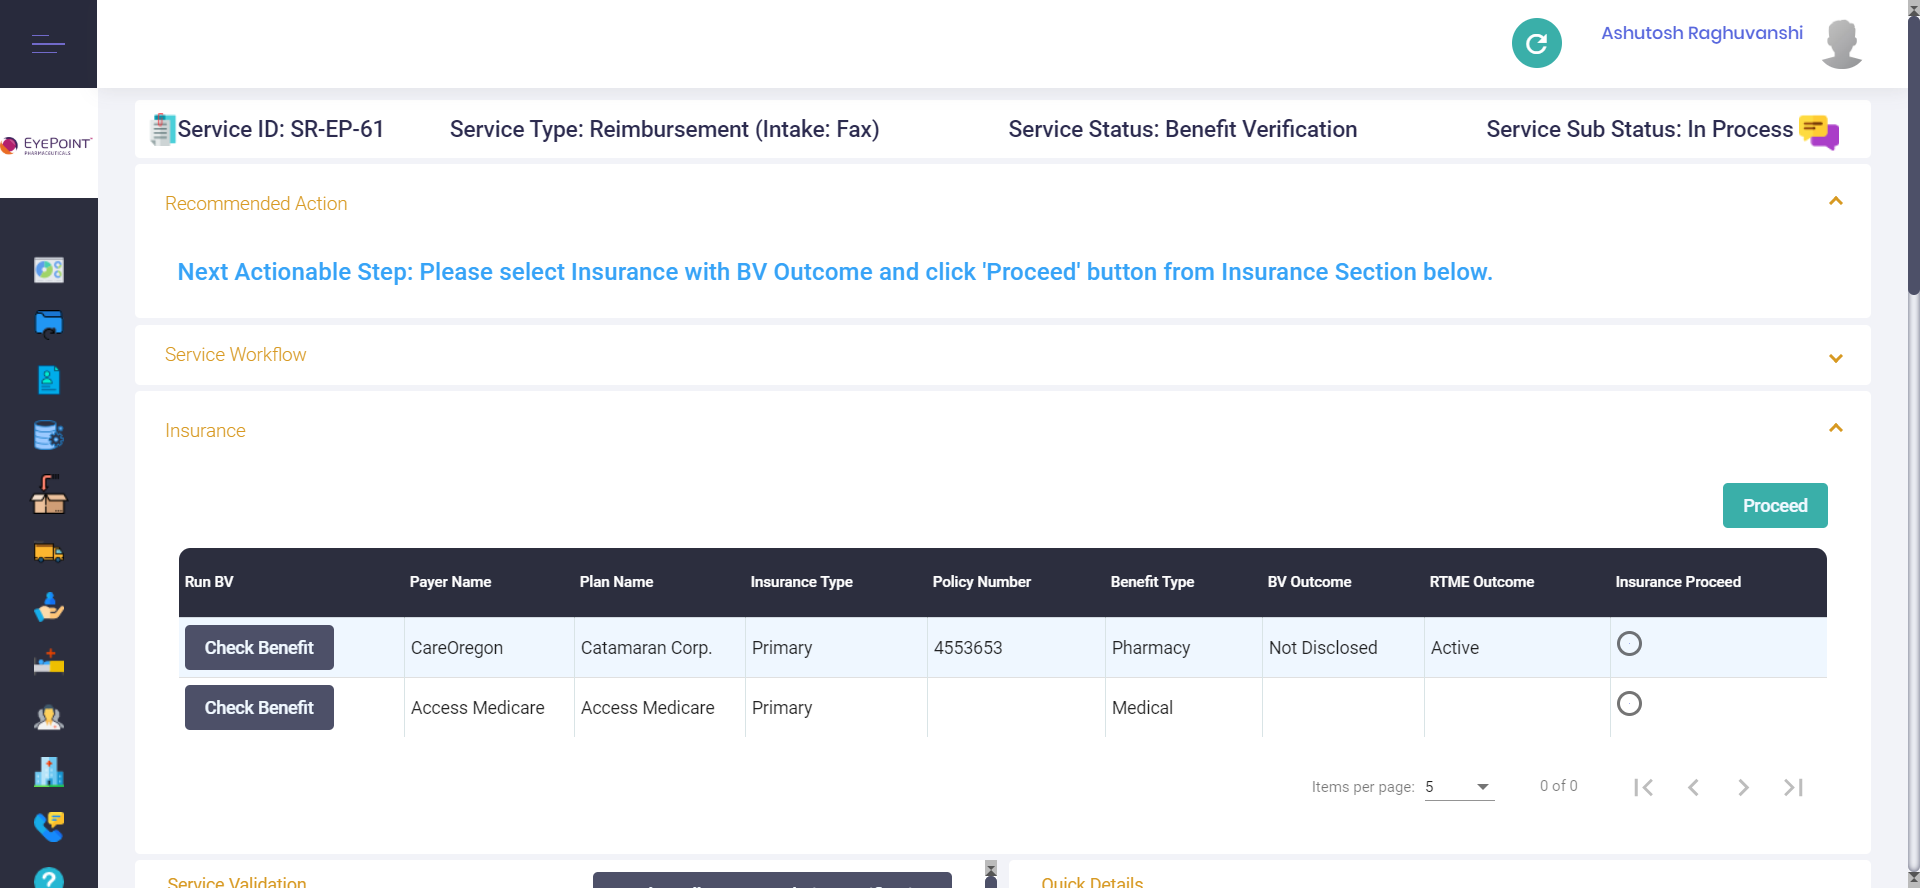 Ashutosh Raghuvanshi
EYEPOINT
PHARMACEUTICALS
Service ID: SR-EP-61 Service Type: Reimbursement (Intake: Fax) Service Status: Benefit Verification Service Sub Status: In Process
Recommended Action
Next Actionable Step: Please select Insurance with BV Outcome and click 'Proceed' button from Insurance Section below.
Service Workflow
Insurance
Proceed
Run BV Payer Name Plan Name Insurance Type Policy Number Benefit Type BV Outcome RTME Outcome Insurance Proceed
Check Benefit CareOregon Catamaran Corp. Primary 4553653 Pharmacy Not Disclosed Active
Check Benefit Access Medicare Access Medicare Primary Medical
Items per page: 5 0 of 0
Service Validation Quick Details